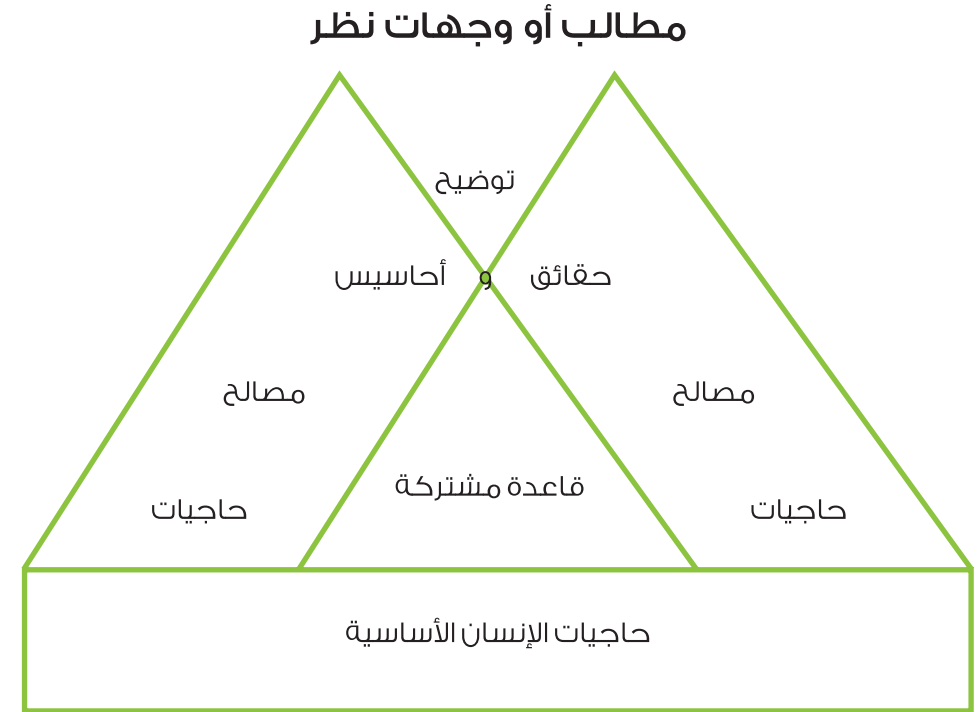 مطالب أو وجهات نظر
توضيح
حقائق و أحاسيس
مصالح مصالح
قاعدة مشتركة
حاجيات حاجيات
حاجيات الإنسان الأساسية